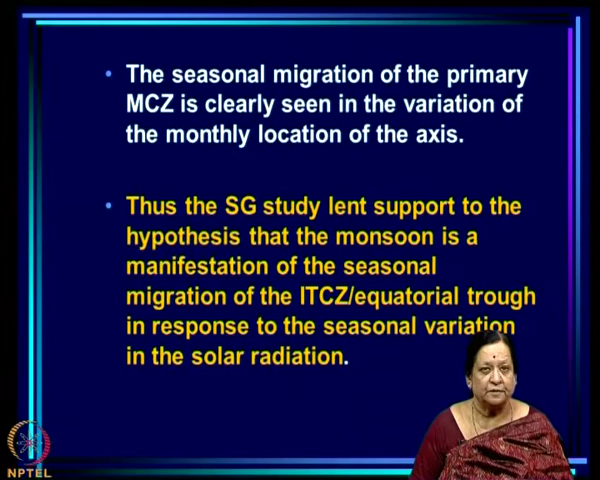 • The seasonal migration of the primary
MCZ is clearly seen in the variation of
the monthly location of the axis.
• Thus the SG study lent support to the
hypothesis that the monsoon is a
manifestation of the seasonal
migration of the ITCZ/equatorial trough
in response to the seasonal variation
in the solar radiation.
NPTEL